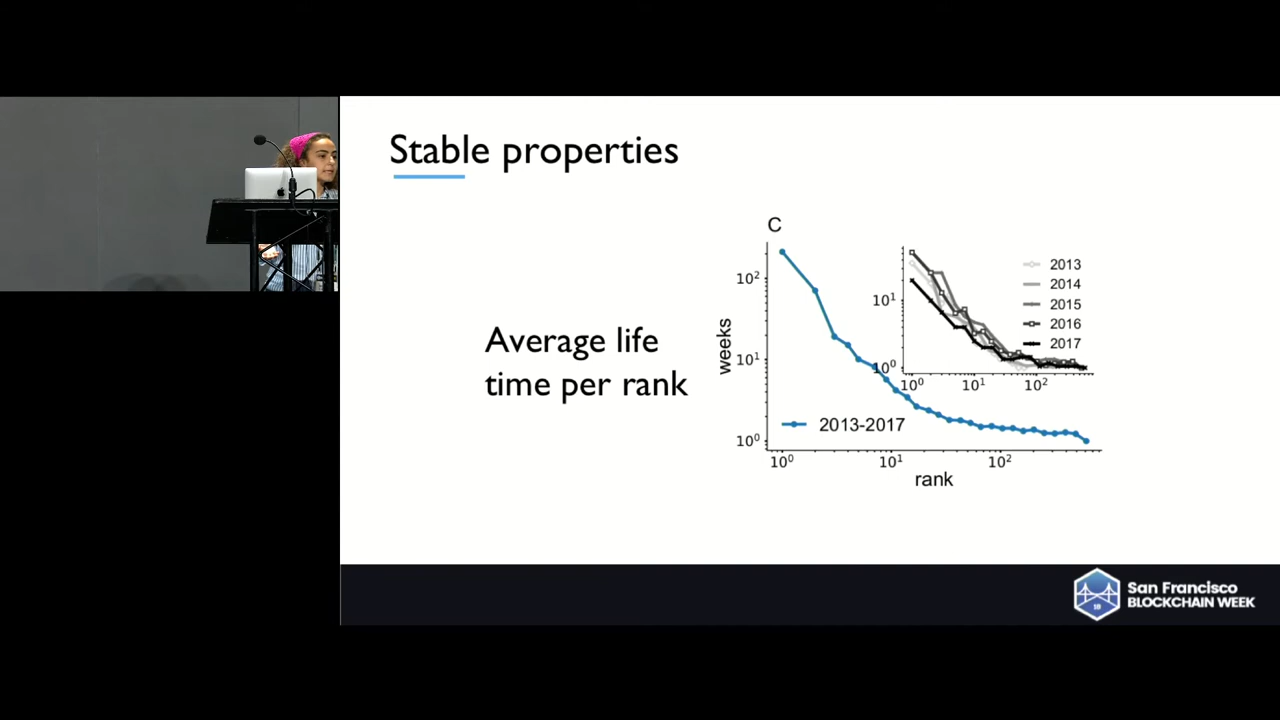 Stable properties
Average life
time per rank
C
weeks
10²
10¹
10⁰
2013-2017
10⁰
10¹
10²
rank
10¹
10⁰
10⁰
10¹
10²
2013
2014
2015
2016
2017
18
San Francisco
BLOCKCHAIN WEEK